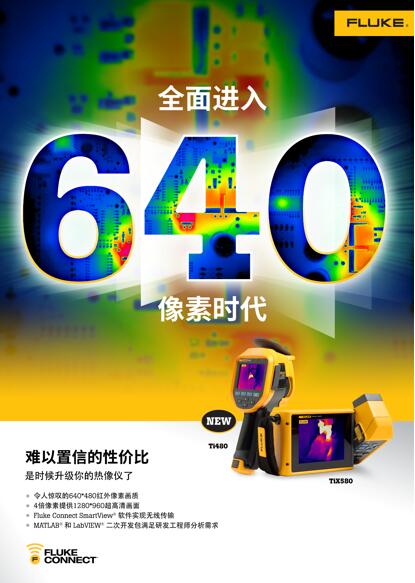 FLUKE®
全面进入
640
像素时代
NEW
Ti480
TiX580
难以置信的性价比
是时候升级你的热像仪了
令人惊叹的640*480红外像素画质
4倍像素提供1280*960超高清画面
Fluke Connect SmartView® 软件实现无线传输
MATLAB® 和 LabVIEW® 二次开发包满足研发工程师分析需求
FLUKE
CONNECT™